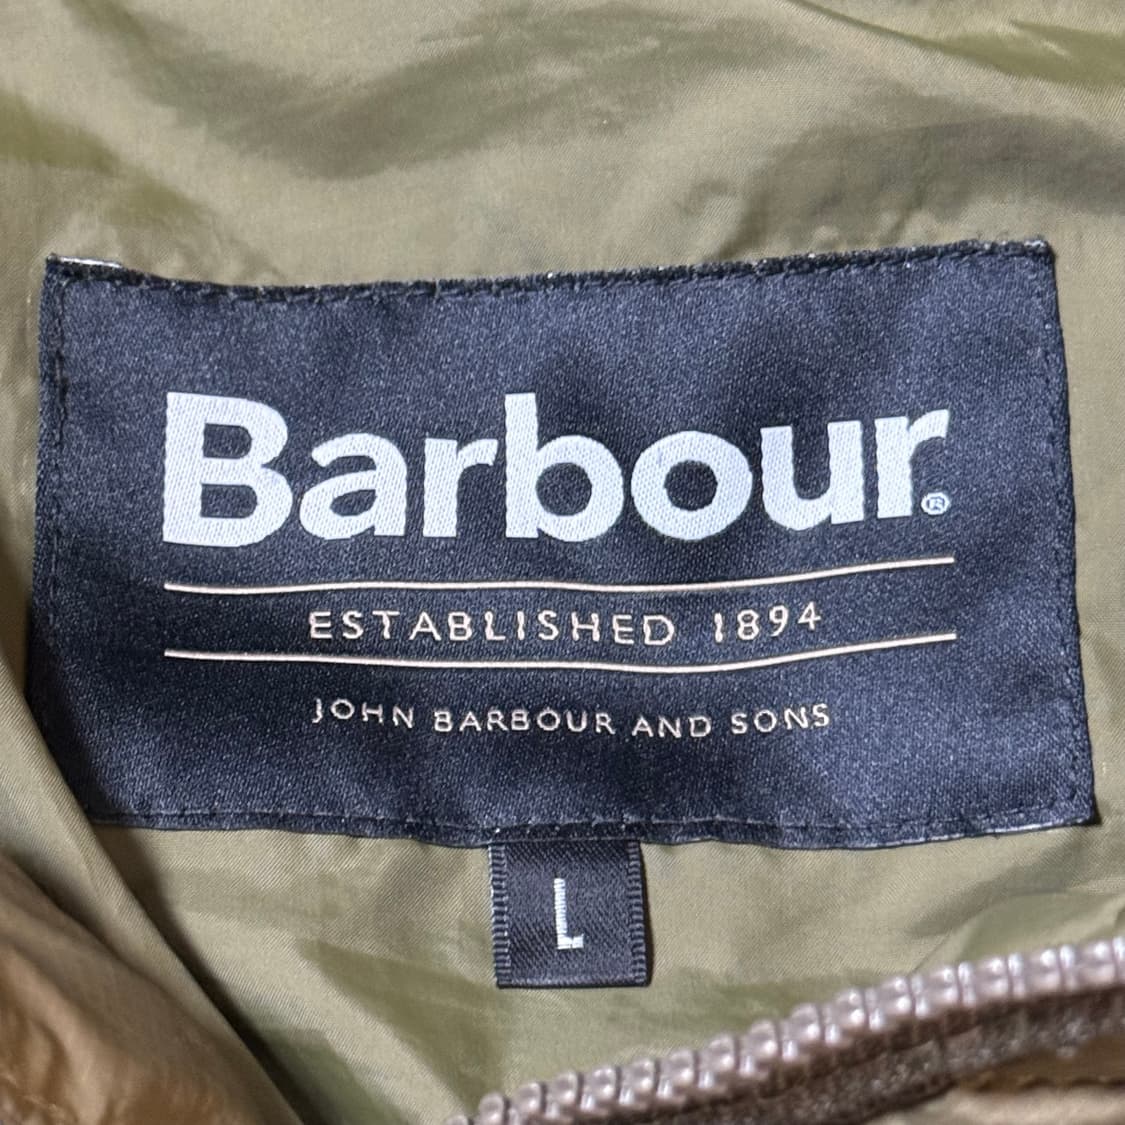 Barbour®
ESTABLISHED 1894
JOHN BARBOUR AND SONS
L